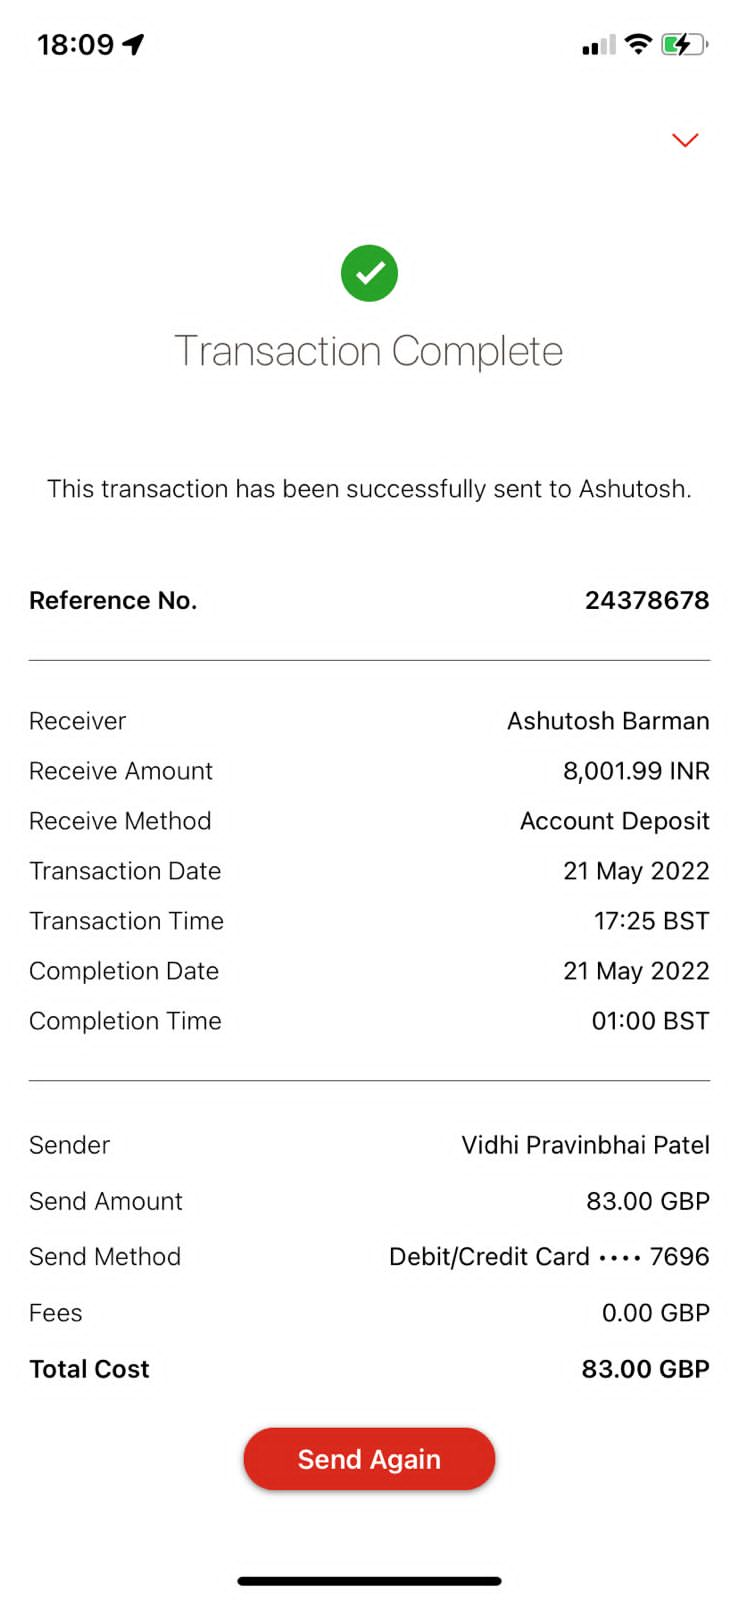 18:09
Transaction Complete
This transaction has been successfully sent to Ashutosh.
Reference No. 24378678
Receiver Ashutosh Barman
Receive Amount 8,001.99 INR
Receive Method Account Deposit
Transaction Date 21 May 2022
Transaction Time 17:25 BST
Completion Date 21 May 2022
Completion Time 01:00 BST
Sender Vidhi Pravinbhai Patel
Send Amount 83.00 GBP
Send Method Debit/Credit Card •••• 7696
Fees 0.00 GBP
Total Cost 83.00 GBP
Send Again